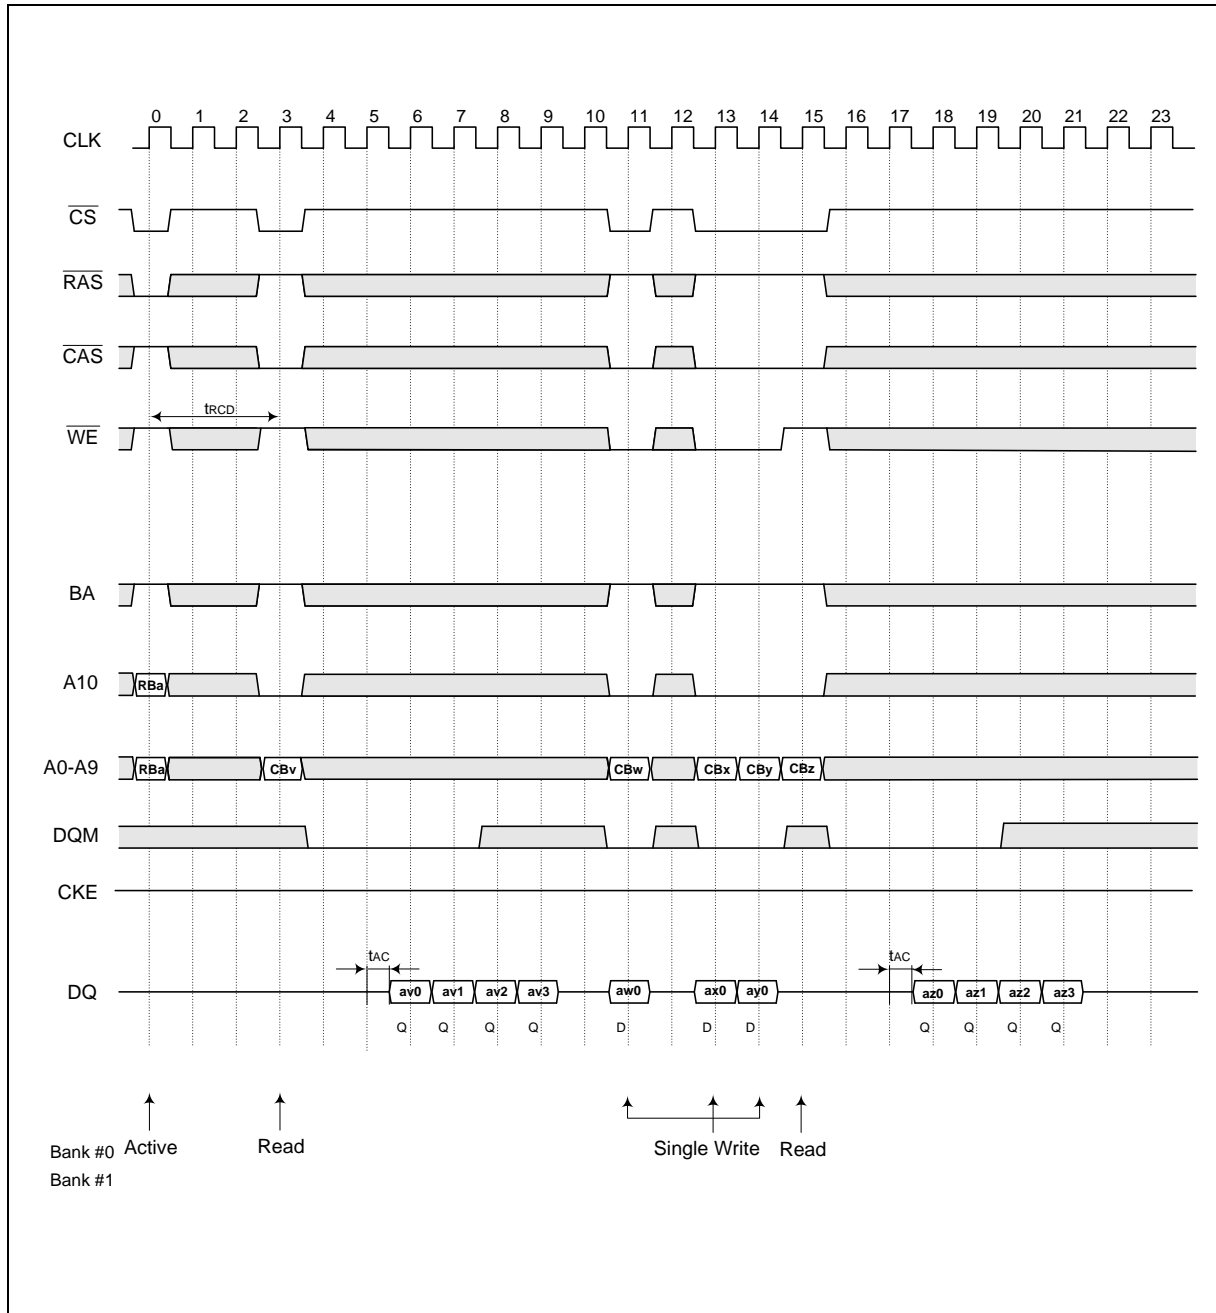 0 1 2 3 4 5 6 7 8 9 10 11 12 13 14 15 16 17 18 19 20 21 22 23
CLK
CS
RAS
CAS
tRCD
WE
BA
A10 RBa
A0-A9 RBa CBv CBw CBx CBy CBz
DQM
CKE
tAC tAC
DQ av0 av1 av2 av3 aw0 ax0 ay0 az0 az1 az2 az3
Q Q Q Q D D D Q Q Q Q
Bank #0 Active Read Single Write Read
Bank #1